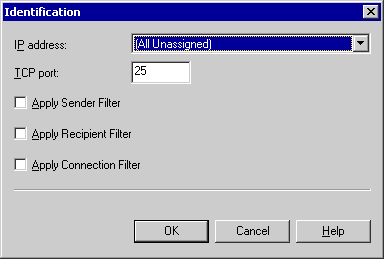 Identification
IP address: (All Unassigned)
TCP port: 25
Apply Sender Filter
Apply Recipient Filter
Apply Connection Filter
OK Cancel Help